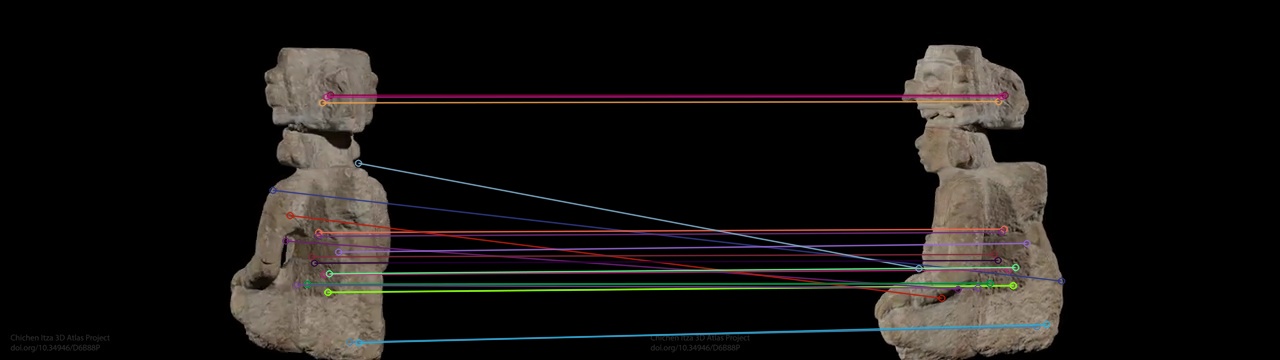 Chichen Itza 3D Atlas Project
doi.org/10.34946/D6B88P
Chichen Itza 3D Atlas Project
doi.org/10.34946/D6B88P